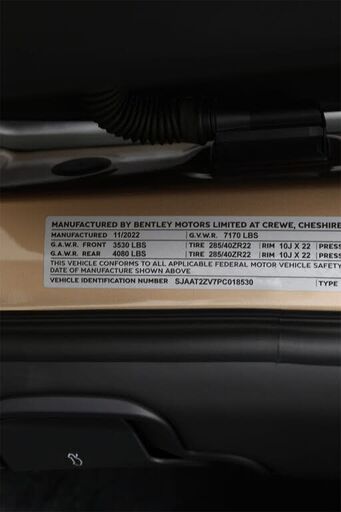 MANUFACTURED BY BENTLEY MOTORS LIMITED AT CREWE, CHESHIRE
MANUFACTURED 11/2022 G.V.W.R. 7170 LBS
G.A.W.R. FRONT 3530 LBS TIRE 285/40ZR22 RIM 10J X 22 PRESS
G.A.W.R. REAR 4080 LBS TIRE 285/40ZR22 RIM 10J X 22 PRESS
THIS VEHICLE CONFORMS TO ALL APPLICABLE FEDERAL MOTOR VEHICLE SAFETY
DATE OF MANUFACTURE SHOWN ABOVE
VEHICLE IDENTIFICATION NUMBER SJAAT2ZV7PC018530 TYPE